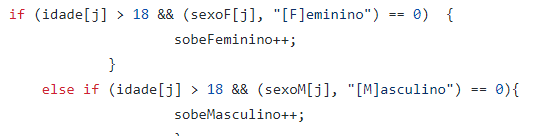 if (idade[j] > 18 && (sexoF[j], "[F]eminino") == 0)  {
sobeFeminino++;
}
else if (idade[j] > 18 && (sexoM[j], "[M]asculino") == 0){
sobeMasculino++;